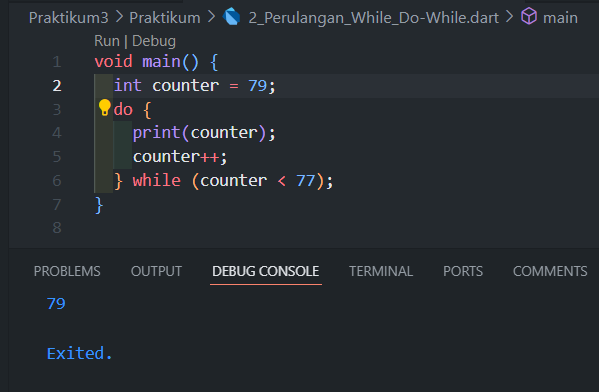 Praktikum3 > Praktikum > 2_Perulangan_While_Do-While.dart > main
Run | Debug
1 void main() {
2 int counter = 79;
3 do {
4 print(counter);
5 counter++;
6 } while (counter < 77);
7 }
8
PROBLEMS OUTPUT DEBUG CONSOLE TERMINAL PORTS COMMENTS
79
Exited.